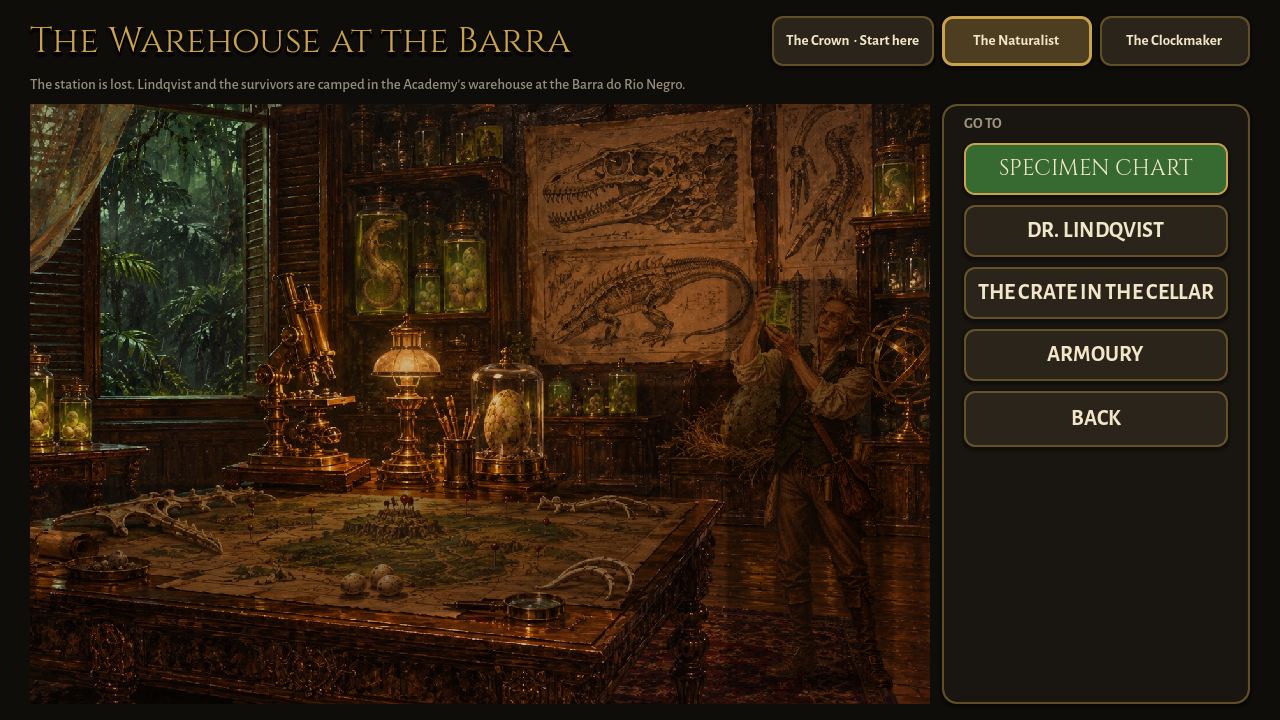 The Warehouse at the Barra
The Crown · Start here
The Naturalist
The Clockmaker
The station is lost. Lindqvist and the survivors are camped in the Academy's warehouse at the Barra do Rio Negro.
GO TO
SPECIMEN CHART
DR. LINDQVIST
THE CRATE IN THE CELLAR
ARMOURY
BACK